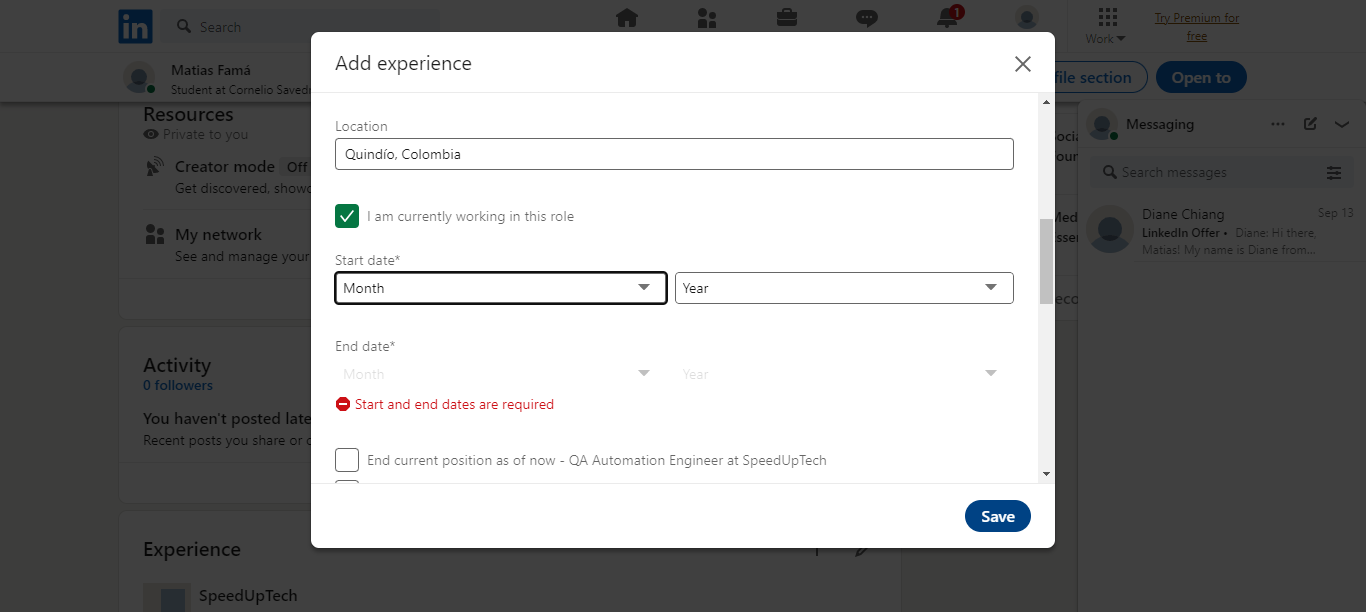 in
Search
1
Work
Try Premium for
free
Matias Famá
Student at Cornelio Saved
file section
Open to
Add experience
Location
Quindío, Colombia
I am currently working in this role
Start date*
Month
Year
End date*
Month
Year
Start and end dates are required
End current position as of now - QA Automation Engineer at SpeedUpTech
Save
Resources
Private to you
Creator mode Off
Get discovered, show
My network
See and manage your
Activity
0 followers
You haven't posted late
Recent posts you share or
Experience
SpeedUpTech
Messaging
Search messages
Diane Chiang
Sep 13
LinkedIn Offer • Diane: Hi there,
Matias! My name is Diane from...